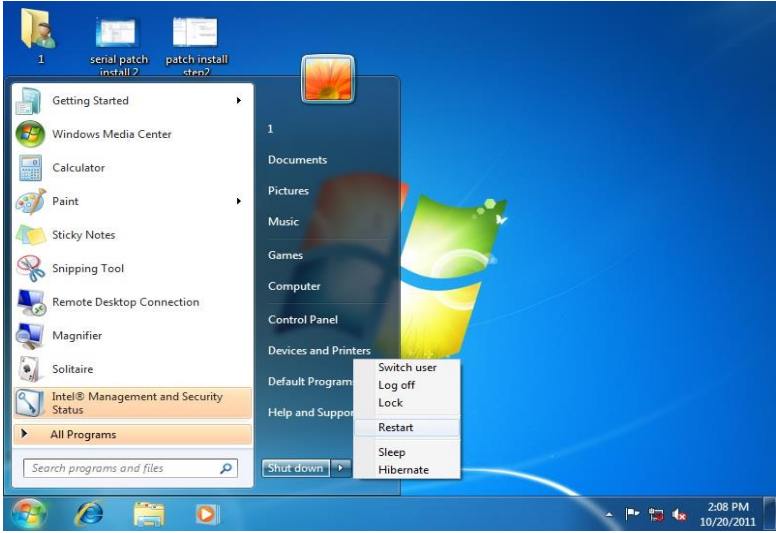 1
serial patch
install 2
patch install
step2
Getting Started
Windows Media Center
Calculator
Paint
Sticky Notes
Snipping Tool
Remote Desktop Connection
Magnifier
Solitaire
Intel® Management and Security
Status
All Programs
Search programs and files
1
Documents
Pictures
Music
Games
Computer
Control Panel
Devices and Printers
Default Program
Help and Suppor
Shut down
Switch user
Log off
Lock
Restart
Sleep
Hibernate
2:08 PM
10/20/2011